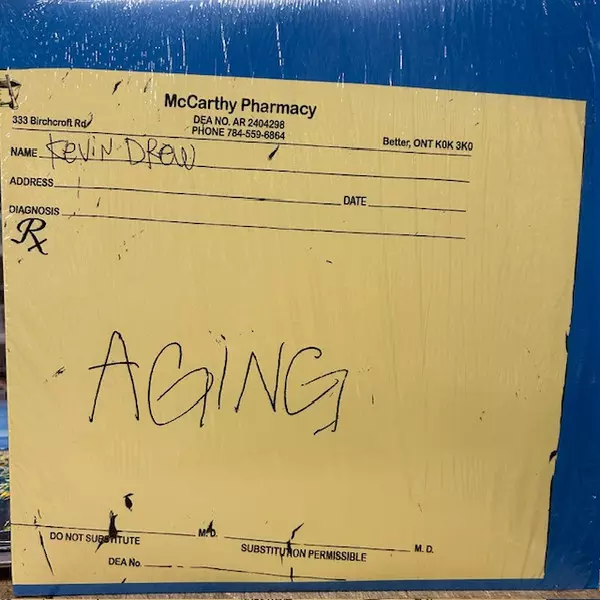 McCarthy Pharmacy
333 Birchcroft Rd
DEA NO. AR 2404298
PHONE 784-559-6864
Better, ONT K0K 3K0
NAME KEVIN DREW
ADDRESS DATE
DIAGNOSIS
Rx
AGING
DO NOT SUBSTITUTE M.D.
SUBSTITUTION PERMISSIBLE M. D.
DEA No.